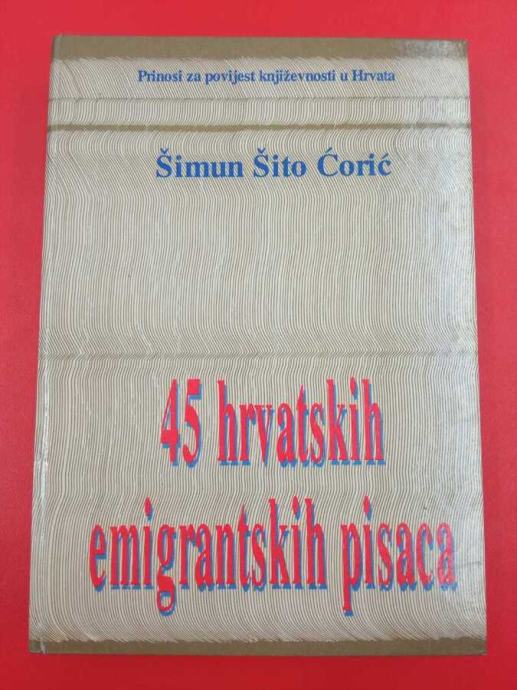 Prinosi za povijest književnosti u Hrvata
Šimun Šito Ćorić
45 hrvatskih
emigrantskih pisaca